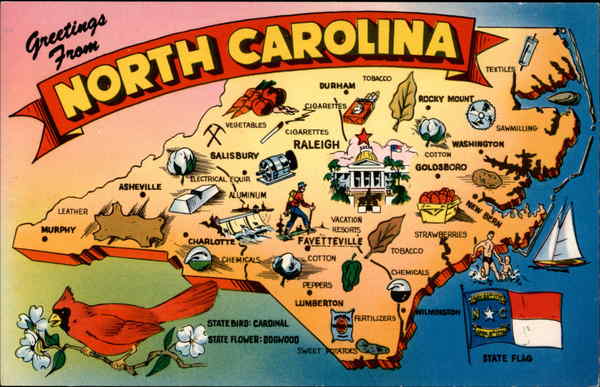 Greetings
From
NORTH CAROLINA
TEXTILES
DURHAM
TOBACCO
CIGARETTES
ROCKY MOUNT
VEGETABLES
CIGARETTES
SAWMILLING
RALEIGH
WASHINGTON
COTTON
SALISBURY
GOLDSBORO
ELECTRICAL EQUIP.
ASHEVILLE
ALUMINUM
NEW BERN
LEATHER
VACATION
RESORTS
MURPHY
STRAWBERRIES
CHARLOTTE
FAYETTEVILLE
TOBACCO
CHEMICALS
COTTON
CHEMICALS
PEPPERS
LUMBERTON
WILMINGTON
FERTILIZERS
STATE BIRD: CARDINAL
STATE FLOWER: DOGWOOD
SWEET POTATOES
N C
STATE FLAG